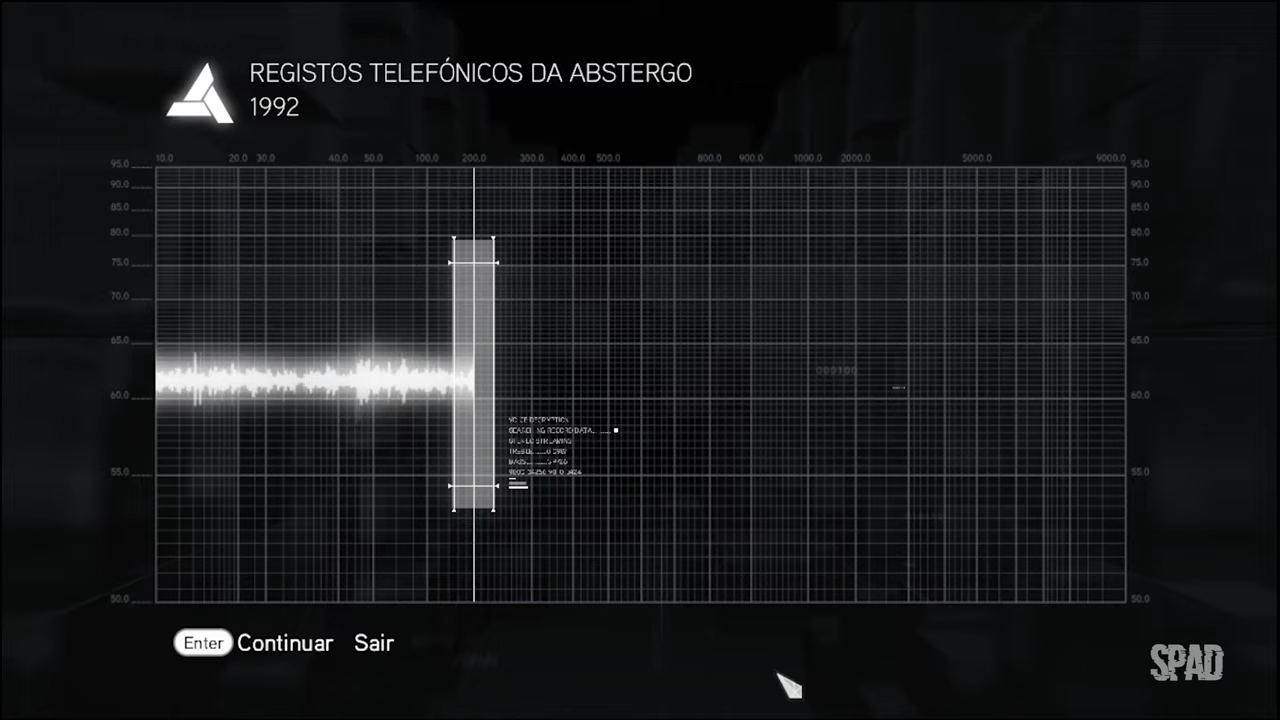 REGISTOS TELEFÓNICOS DA ABSTERGO
1992
10.0 20.0 30.0 40.0 50.0 100.0 200.0 300.0 400.0 500.0 800.0 900.0 1000.0 2000.0 5000.0 9000.0
95.0 95.0
90.0 90.0
85.0 85.0
80.0 80.0
75.0 75.0
70.0 70.0
65.0 65.0
000100
60.0 60.0
RECORD DATA
55.0 55.0
50.0 50.0
Enter Continuar Sair
SPAD